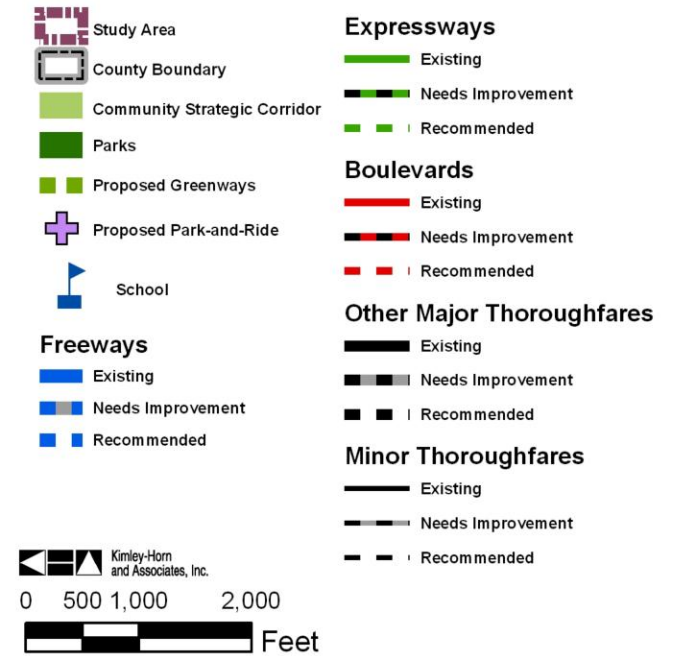 Study Area
County Boundary
Community Strategic Corridor
Parks
Proposed Greenways
Proposed Park-and-Ride
School
Freeways
Existing
Needs Improvement
Recommended
Expressways
Existing
Needs Improvement
Recommended
Boulevards
Existing
Needs Improvement
Recommended
Other Major Thoroughfares
Existing
Needs Improvement
Recommended
Minor Thoroughfares
Existing
Needs Improvement
Recommended
Kimley-Horn
and Associates, Inc.
0 500 1,000 2,000
Feet